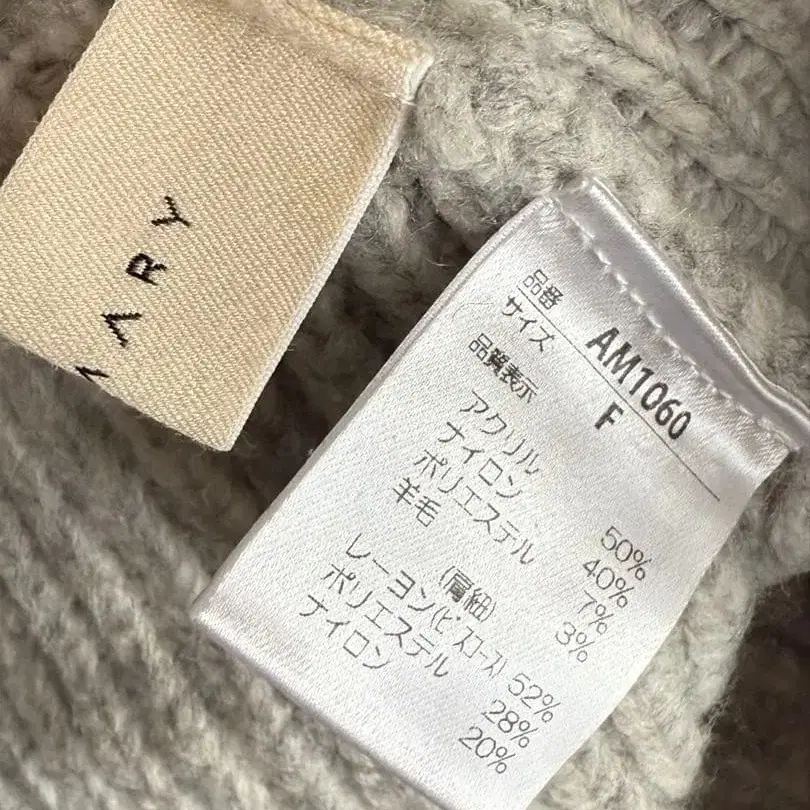 MARY
品番 AM1060
サイズ F
品質表示
アクリル 50%
ナイロン 40%
ポリエステル 7%
羊毛 3%
(肩紐)
レーヨン(ビスコース) 52%
ポリエステル 28%
ナイロン 20%